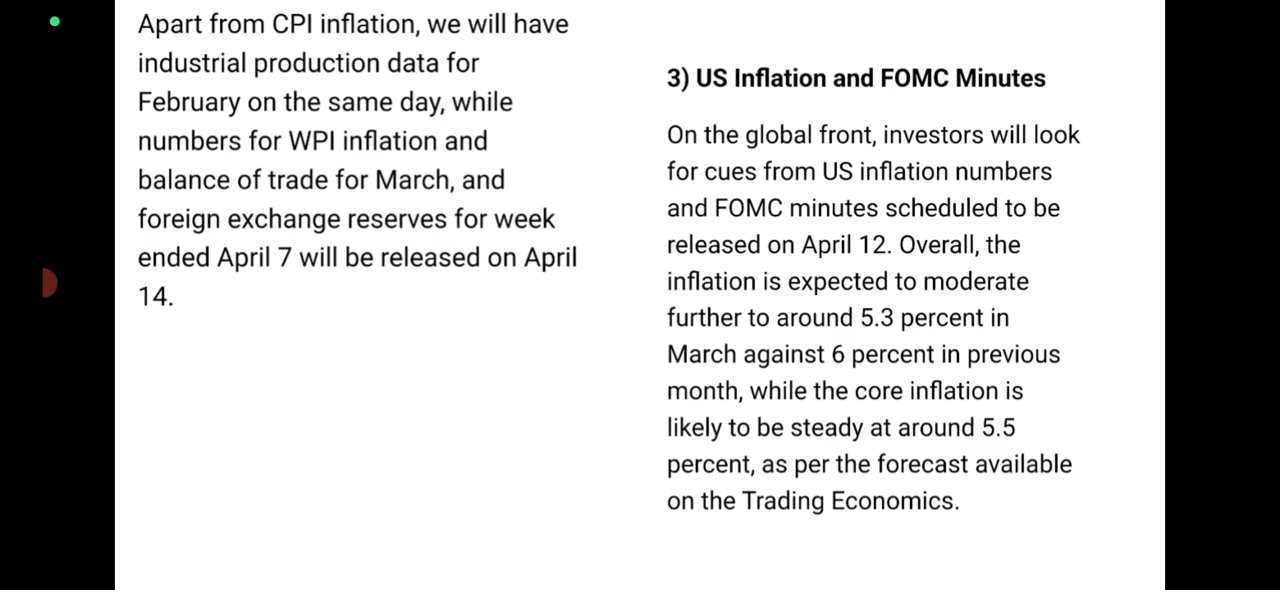 Apart from CPI inflation, we will have
industrial production data for
February on the same day, while
numbers for WPI inflation and
balance of trade for March, and
foreign exchange reserves for week
ended April 7 will be released on April
14.
3) US Inflation and FOMC Minutes
On the global front, investors will look
for cues from US inflation numbers
and FOMC minutes scheduled to be
released on April 12. Overall, the
inflation is expected to moderate
further to around 5.3 percent in
March against 6 percent in previous
month, while the core inflation is
likely to be steady at around 5.5
percent, as per the forecast available
on the Trading Economics.